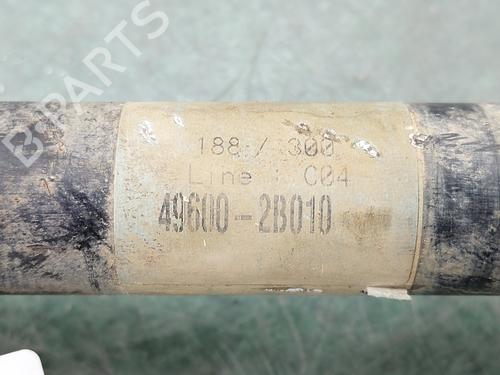 B-PARTS
188 / 300
Line : C04
49600-2B010